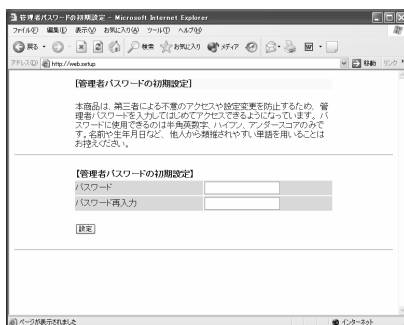 管理者パスワードの初期設定 - Microsoft Internet Explorer
ファイル(F) 編集(E) 表示(V) お気に入り(A) ツール(T) ヘルプ(H)
戻る 検索 お気に入り メディア
アドレス(D) http://web.setup 移動 リンク
[管理者パスワードの初期設定]
本商品は、第三者による不意のアクセスや設定変更を防止するため、管
理者パスワードを入力してはじめてアクセスできるようになっています。パ
スワードに使用できるのは半角英数字、ハイフン、アンダースコアのみで
す。名前や生年月日など、他人から類推されやすい単語を用いることは
お控えください。
【管理者パスワードの初期設定】
パスワード
パスワード再入力
設定
ページが表示されました インターネット